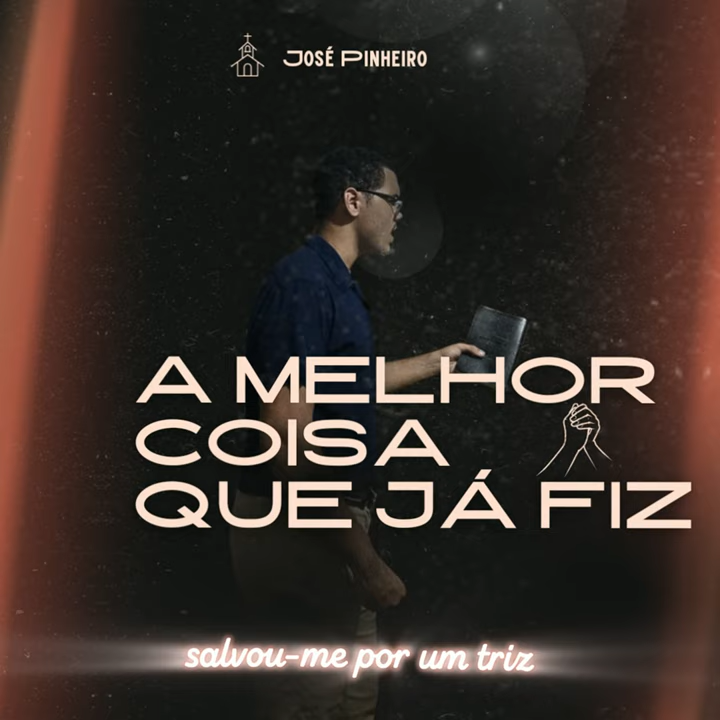 JOSÉ PINHEIRO
A MELHOR
COISA
QUE JÁ FIZ
salvou-me por um triz